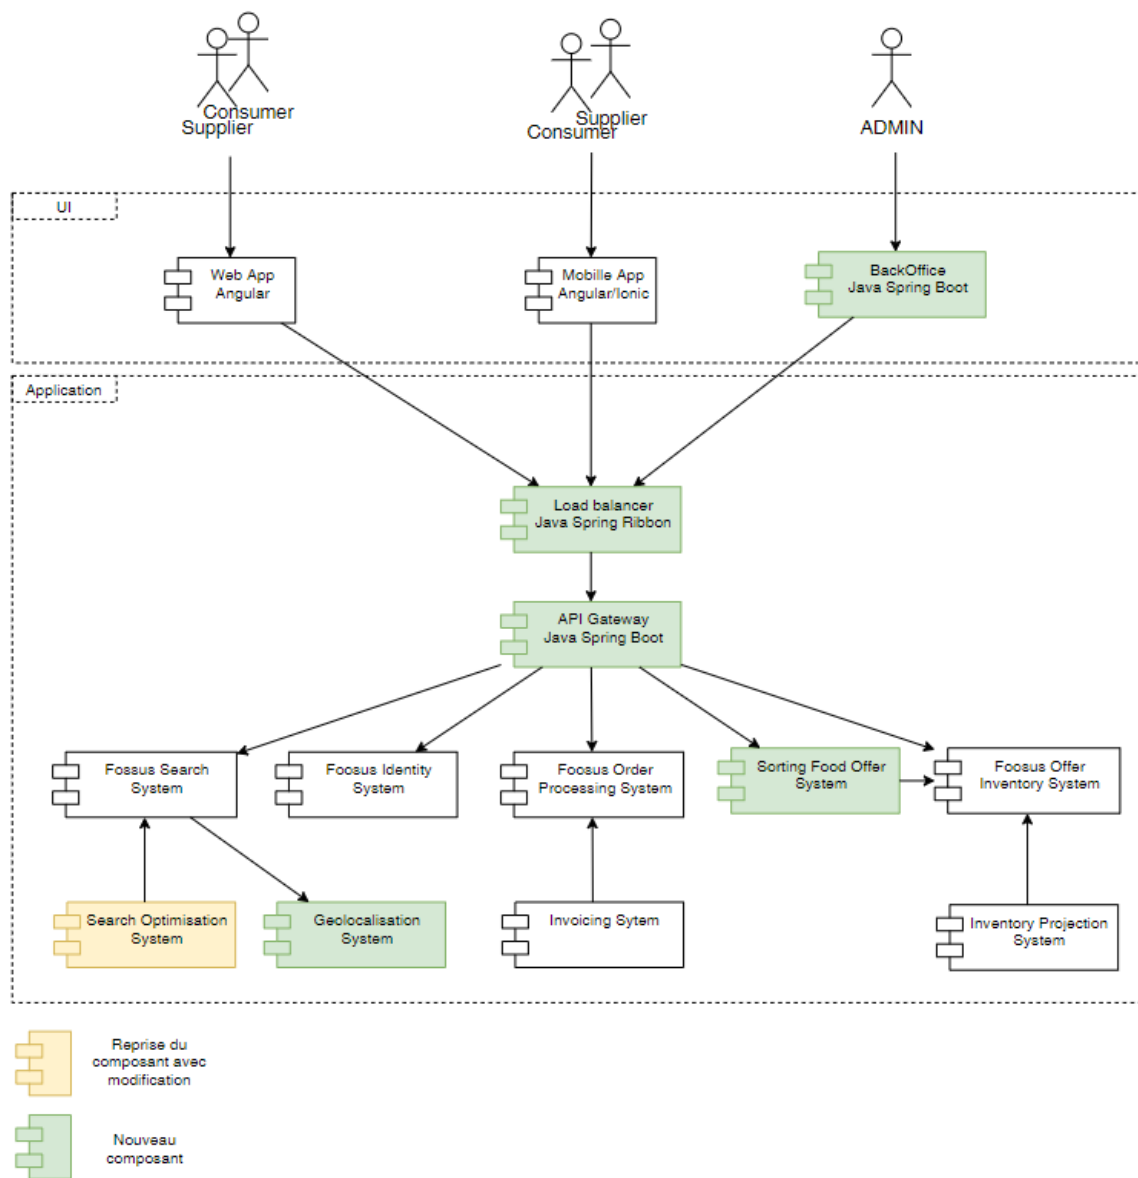 Consumer
Supplier
Supplier
Consumer
ADMIN
UI
Web App
Angular
Mobille App
Angular/Ionic
BackOffice
Java Spring Boot
Application
Load balancer
Java Spring Ribbon
API Gateway
Java Spring Boot
Fossus Search
System
Foosus Identity
System
Foosus Order
Processing System
Sorting Food Offer
System
Foosus Offer
Inventory System
Search Optimisation
System
Geolocalisation
System
Invoicing Sytem
Inventory Projection
System
Reprise du
composant avec
modification
Nouveau
composant